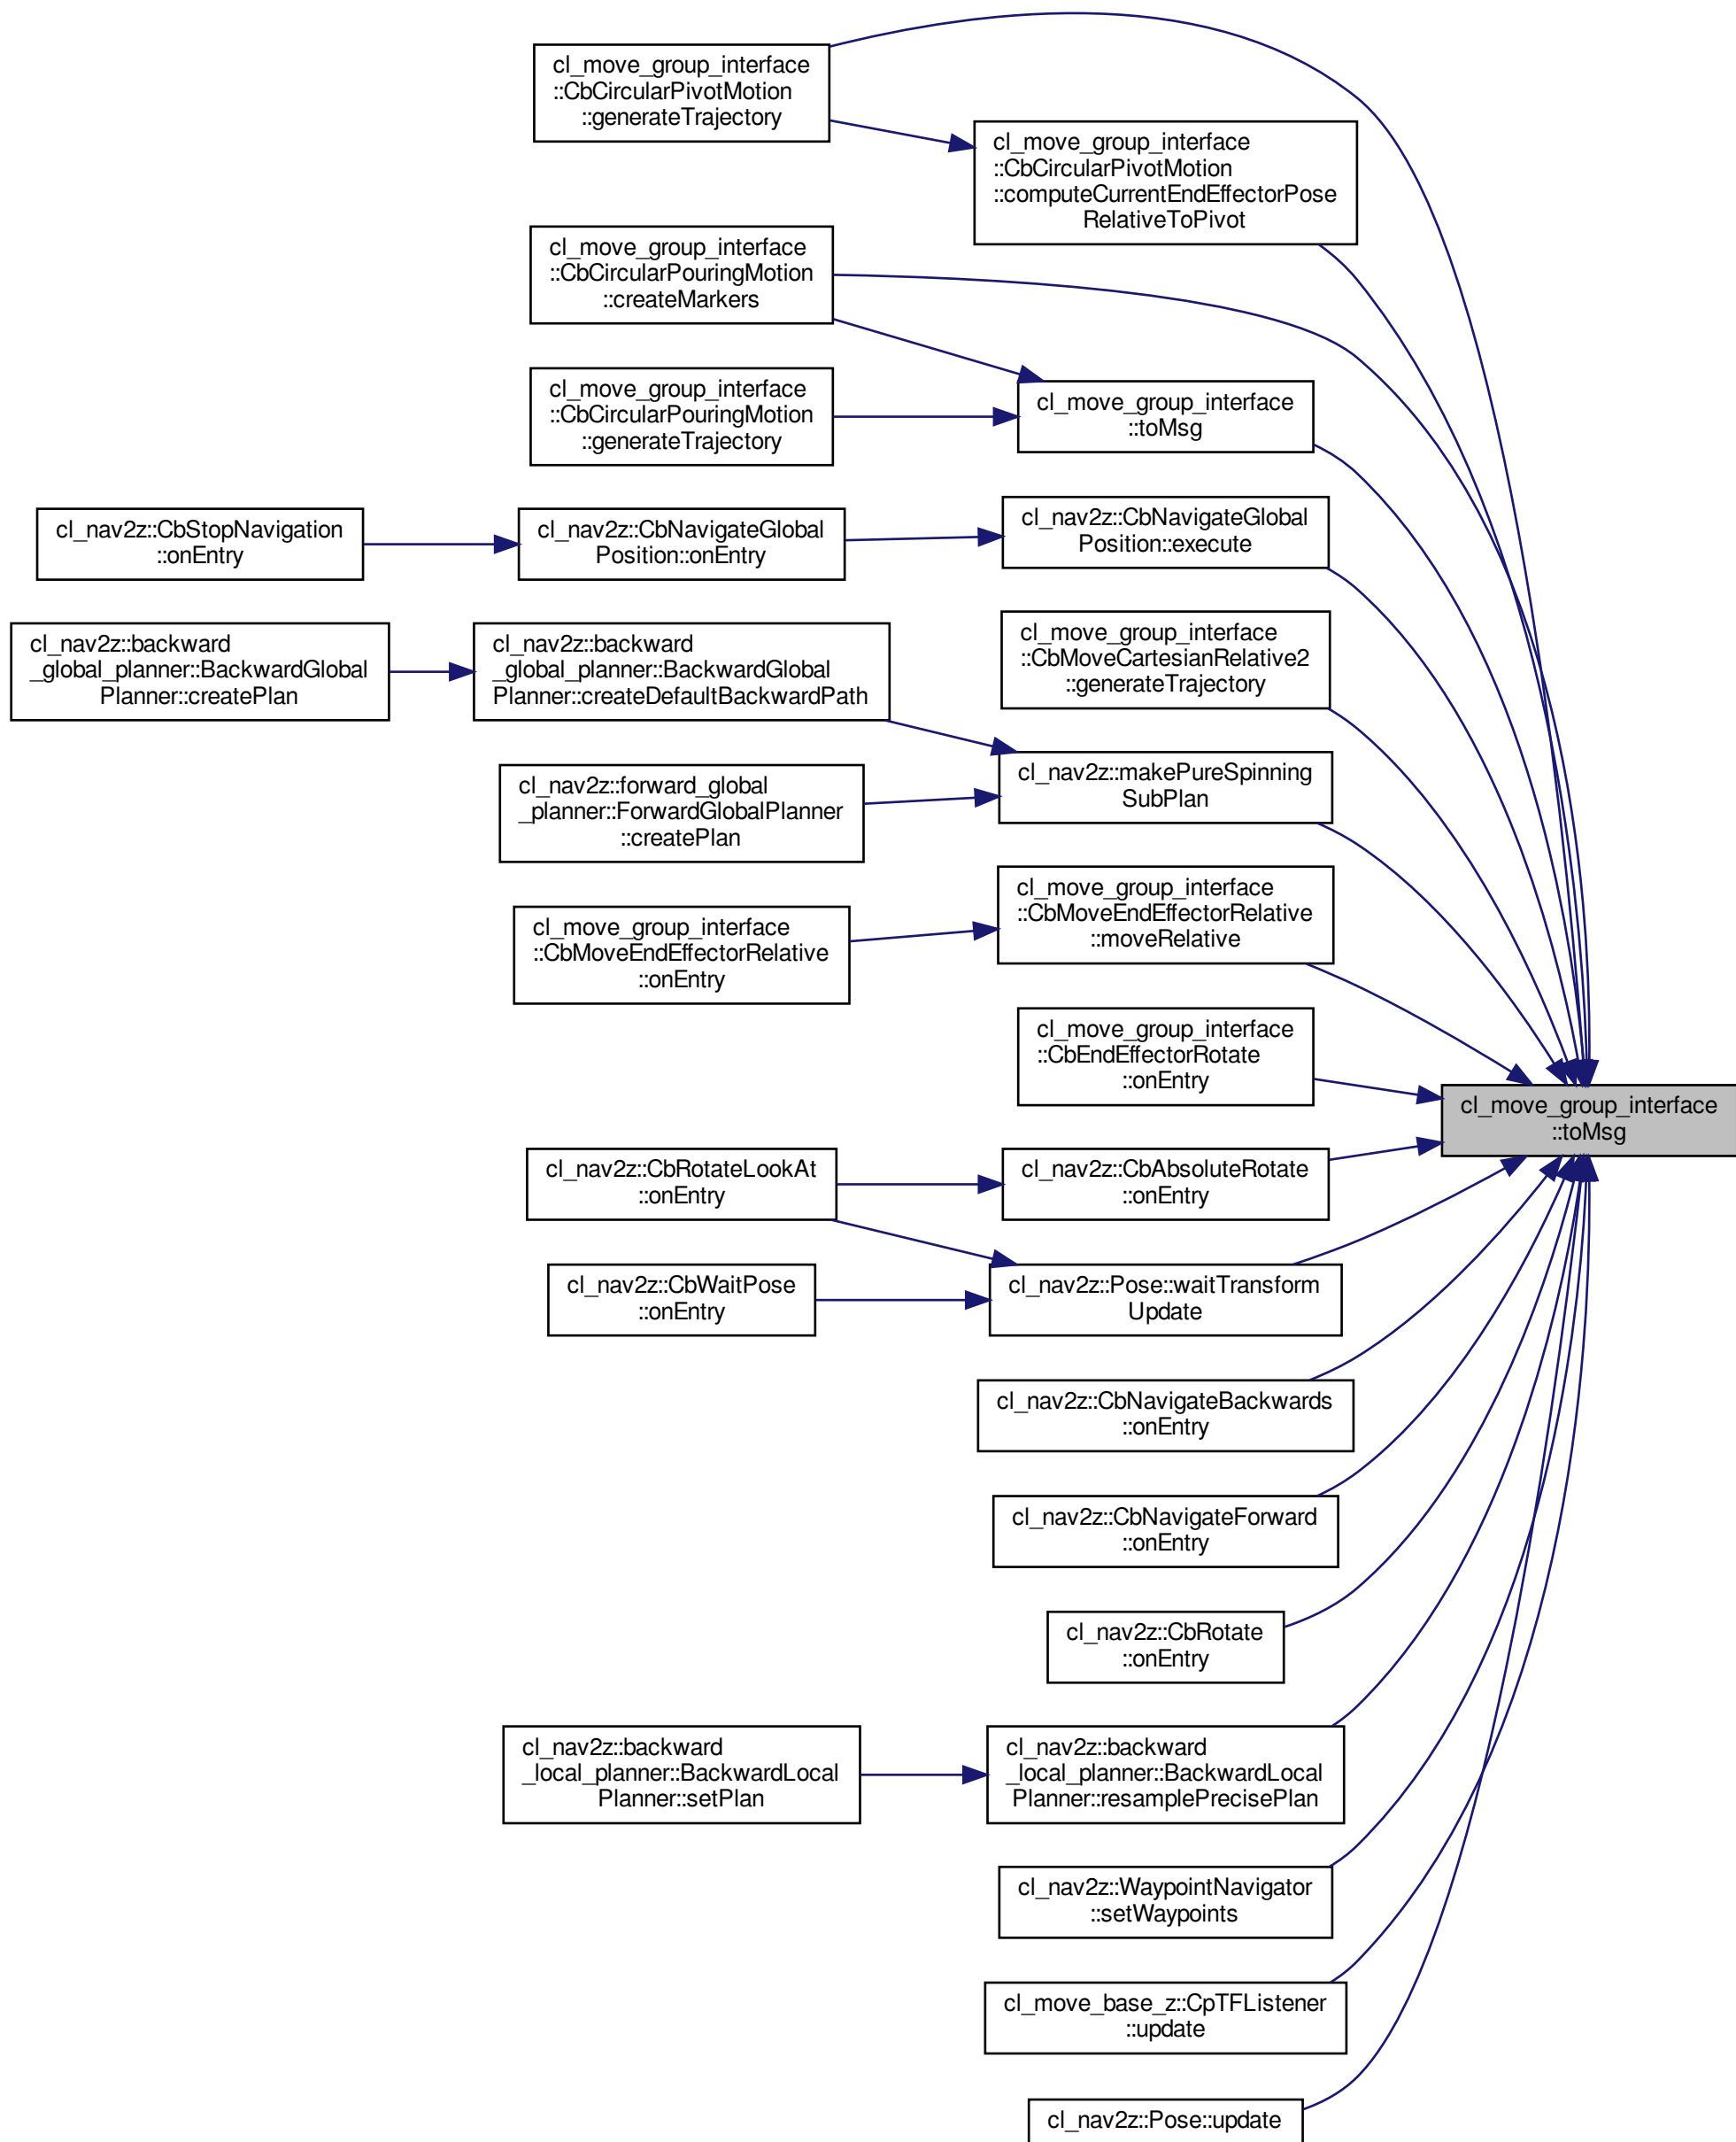 cl_move_group_interface
::CbCircularPivotMotion
::generateTrajectory
cl_move_group_interface
::CbCircularPivotMotion
::computeCurrentEndEffectorPose
RelativeToPivot
cl_move_group_interface
::CbCircularPouringMotion
::createMarkers
cl_move_group_interface
::CbCircularPouringMotion
::generateTrajectory
cl_move_group_interface
::toMsg
cl_nav2z::CbStopNavigation
::onEntry
cl_nav2z::CbNavigateGlobal
Position::onEntry
cl_nav2z::CbNavigateGlobal
Position::execute
cl_move_group_interface
::CbMoveCartesianRelative2
::generateTrajectory
cl_nav2z::backward
_global_planner::BackwardGlobal
Planner::createPlan
cl_nav2z::backward
_global_planner::BackwardGlobal
Planner::createDefaultBackwardPath
cl_nav2z::makePureSpinning
SubPlan
cl_nav2z::forward_global
_planner::ForwardGlobalPlanner
::createPlan
cl_move_group_interface
::CbMoveEndEffectorRelative
::moveRelative
cl_move_group_interface
::CbMoveEndEffectorRelative
::onEntry
cl_move_group_interface
::CbEndEffectorRotate
::onEntry
cl_move_group_interface
::toMsg
cl_nav2z::CbRotateLookAt
::onEntry
cl_nav2z::CbAbsoluteRotate
::onEntry
cl_nav2z::CbWaitPose
::onEntry
cl_nav2z::Pose::waitTransform
Update
cl_nav2z::CbNavigateBackwards
::onEntry
cl_nav2z::CbNavigateForward
::onEntry
cl_nav2z::CbRotate
::onEntry
cl_nav2z::backward
_local_planner::BackwardLocal
Planner::setPlan
cl_nav2z::backward
_local_planner::BackwardLocal
Planner::resamplePrecisePlan
cl_nav2z::WaypointNavigator
::setWaypoints
cl_move_base_z::CpTFListener
::update
cl_nav2z::Pose::update